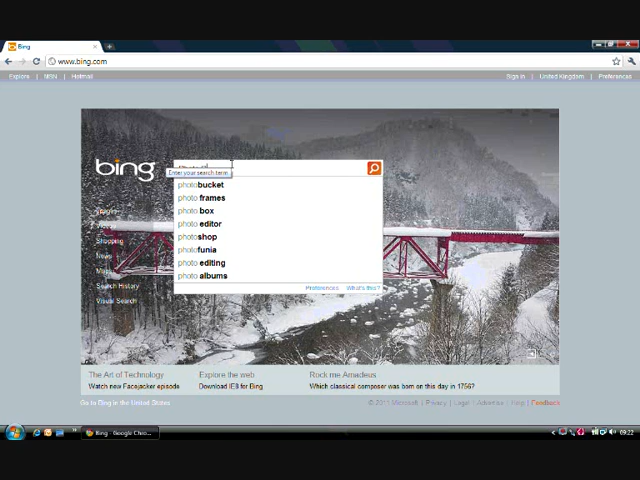 Bing
www.bing.com
Explore | MSN | Hotmail
Sign in | United Kingdom | Preferences
bing
Enter your search term
photobucket
photo frames
photo box
photo editor
photoshop
photofunia
photo editing
photo albums
Preferences What's this?
Shopping
News
Maps
Search History
Visual Search
The Art of Technology
Watch new Facejacker episode
Explore the web
Download IE8 for Bing
Rock me Amadeus
Which classical composer was born on this day in 1756?
Go to Bing in the United States
© 2011 Microsoft | Privacy | Legal | Advertise | Help | Feedback
Bing - Google Chro...
09:22